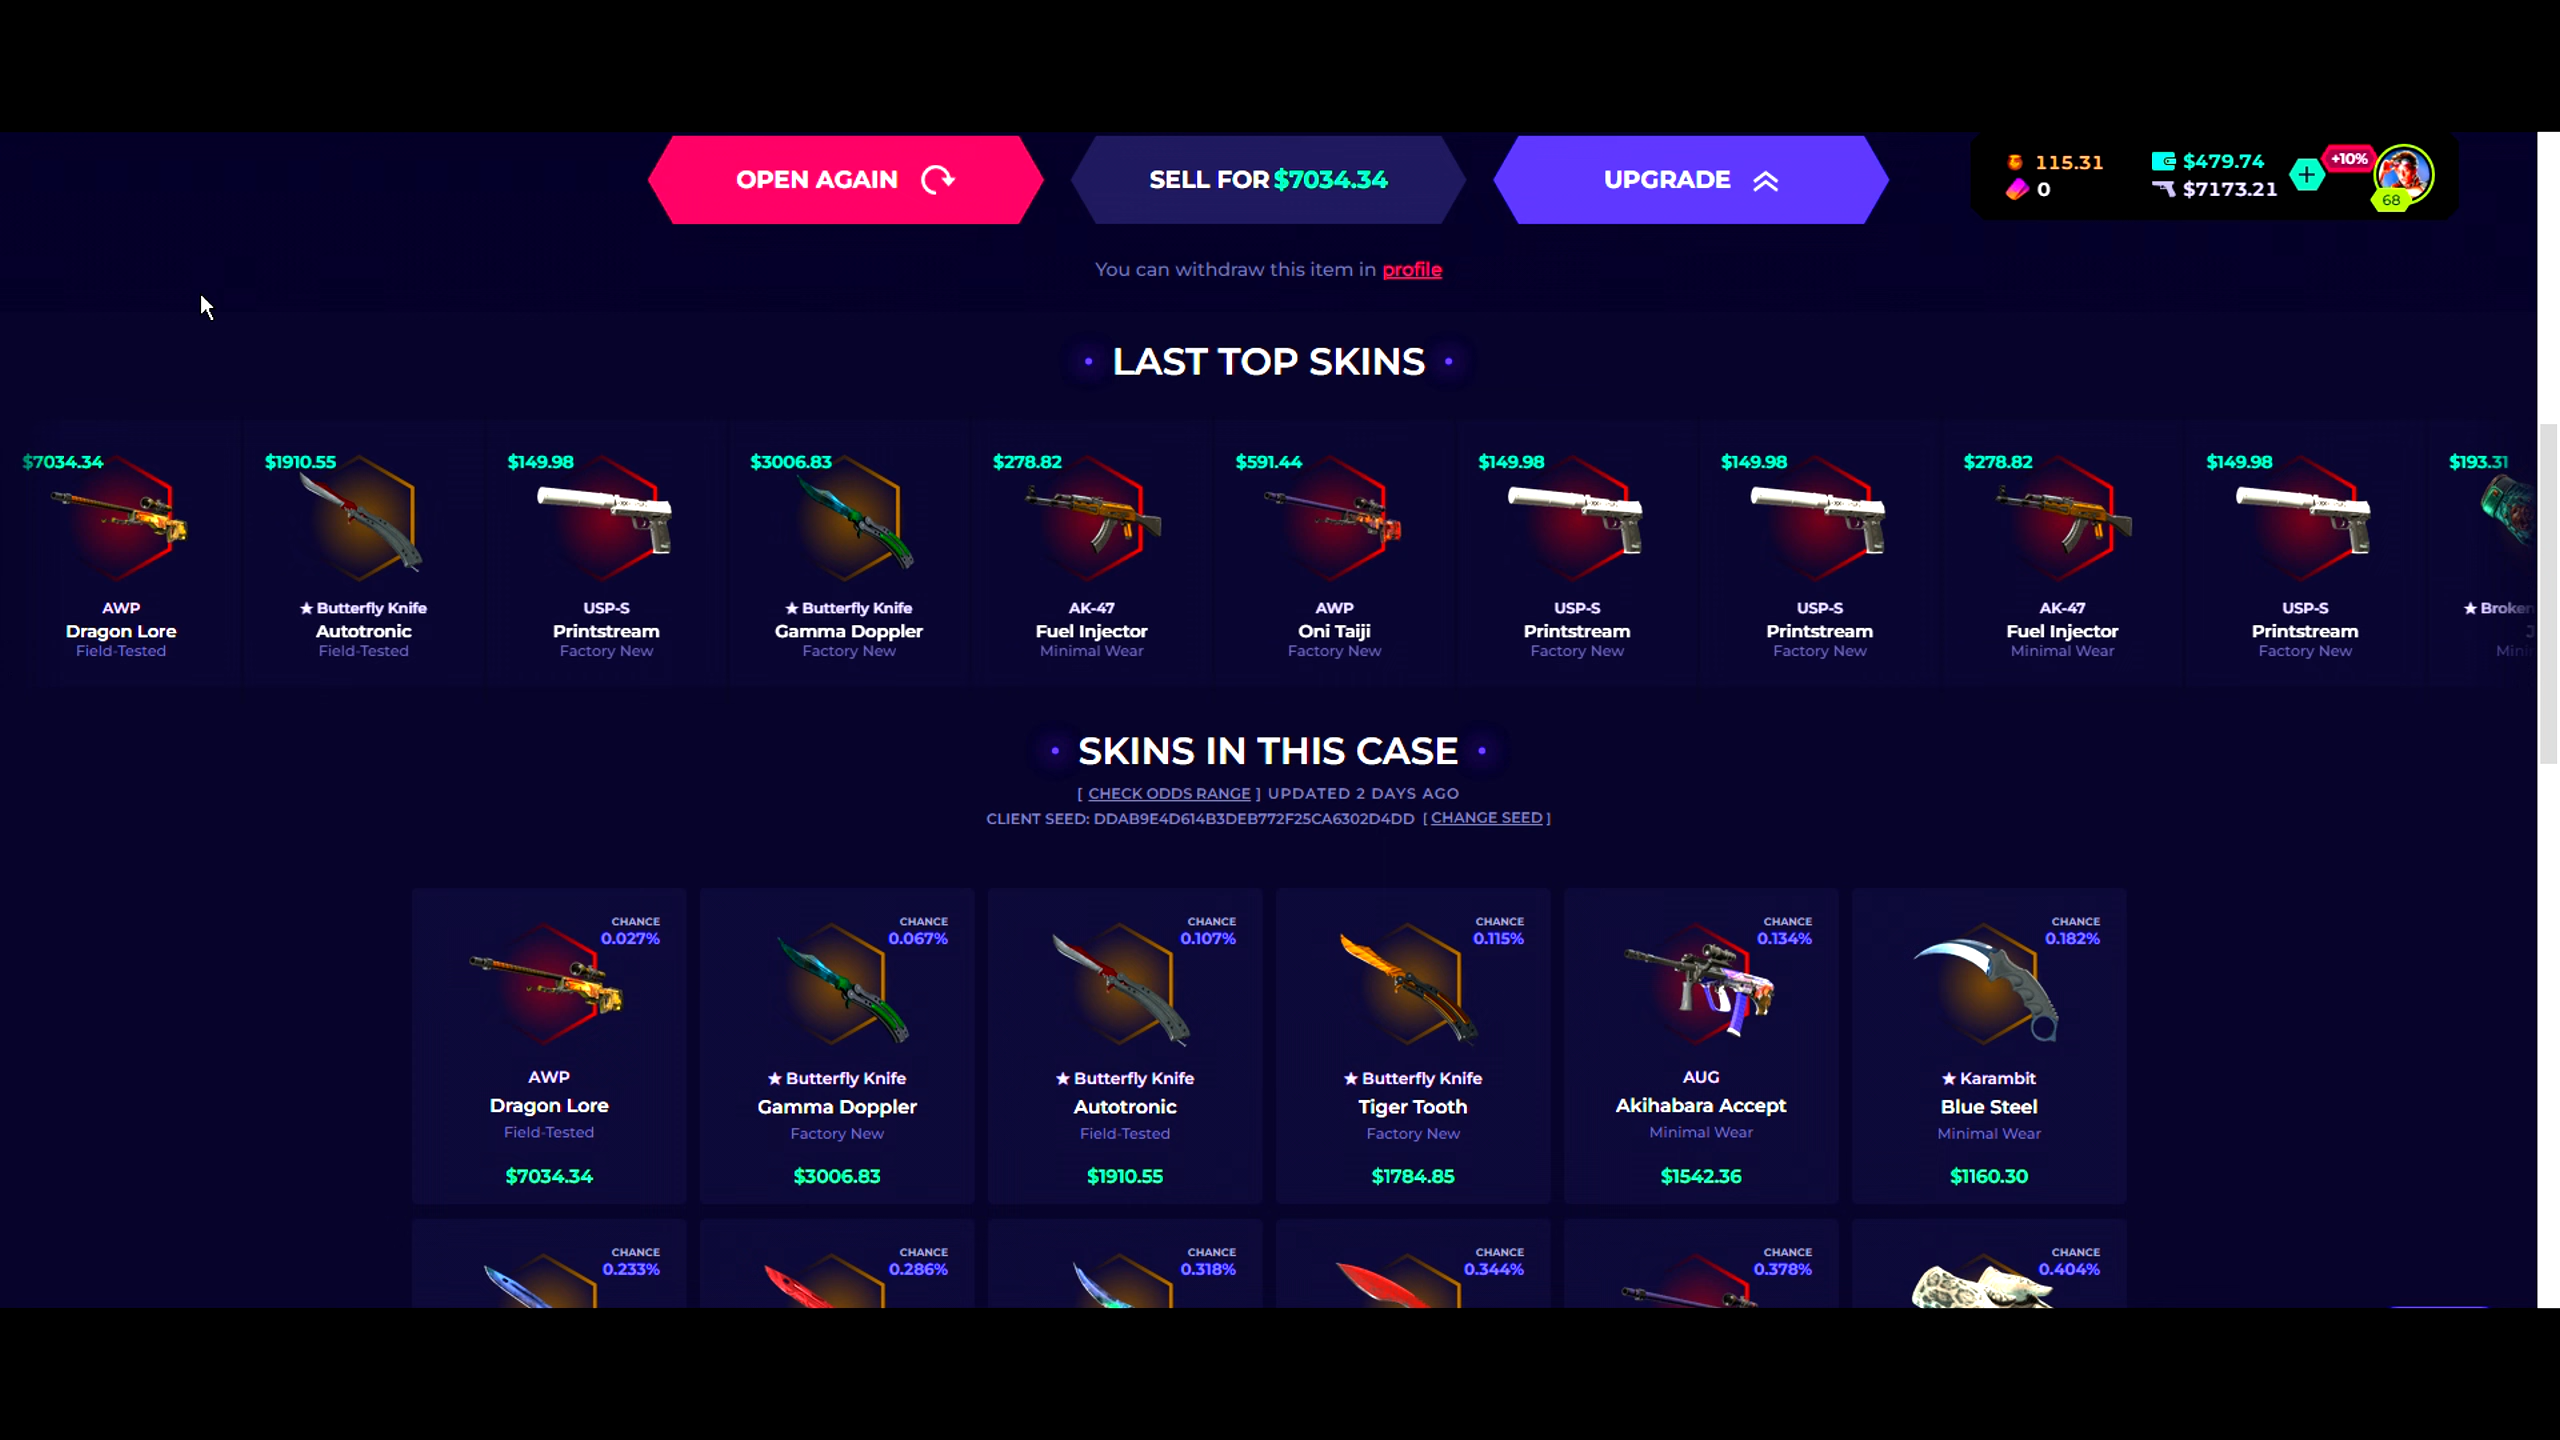 OPEN AGAIN
SELL FOR $7034.34
UPGRADE
115.31
$479.74
+10%
0
$7173.21
68
You can withdraw this item in profile
LAST TOP SKINS
$7034.34
AWP
Dragon Lore
Field-Tested
$1910.55
★ Butterfly Knife
Autotronic
Field-Tested
$149.98
USP-S
Printstream
Factory New
$3006.83
★ Butterfly Knife
Gamma Doppler
Factory New
$278.82
AK-47
Fuel Injector
Minimal Wear
$591.44
AWP
Oni Taiji
Factory New
$149.98
USP-S
Printstream
Factory New
$149.98
USP-S
Printstream
Factory New
$278.82
AK-47
Fuel Injector
Minimal Wear
$149.98
USP-S
Printstream
Factory New
$193.31
★ Broken
SKINS IN THIS CASE
[ CHECK ODDS RANGE ] UPDATED 2 DAYS AGO
CLIENT SEED: DDAB9E4D614B3DEB772F25CA6302D4DD [ CHANGE SEED ]
CHANCE
0.027%
AWP
Dragon Lore
Field-Tested
$7034.34
CHANCE
0.067%
★ Butterfly Knife
Gamma Doppler
Factory New
$3006.83
CHANCE
0.107%
★ Butterfly Knife
Autotronic
Field-Tested
$1910.55
CHANCE
0.115%
★ Butterfly Knife
Tiger Tooth
Factory New
$1784.85
CHANCE
0.134%
AUG
Akihabara Accept
Minimal Wear
$1542.36
CHANCE
0.182%
★ Karambit
Blue Steel
Minimal Wear
$1160.30
CHANCE
0.233%
CHANCE
0.286%
CHANCE
0.318%
CHANCE
0.344%
CHANCE
0.378%
CHANCE
0.404%